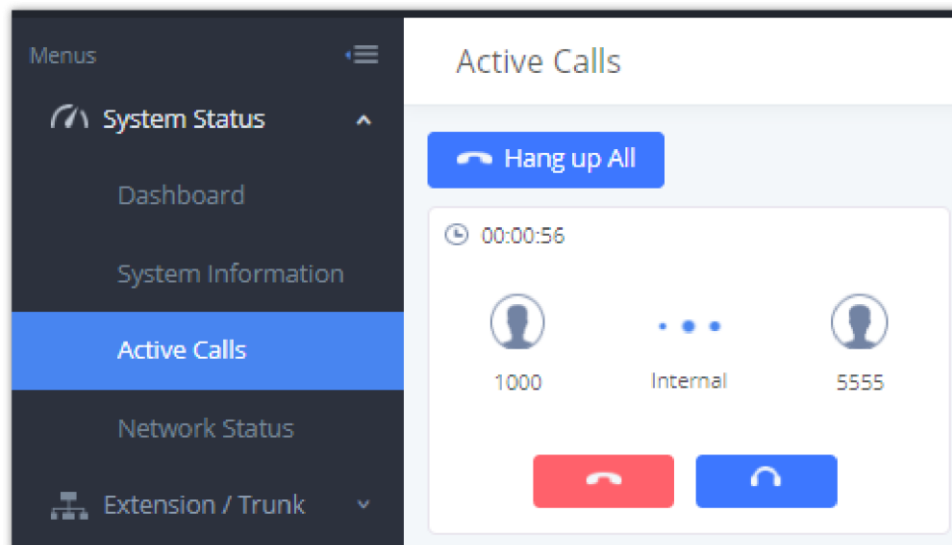 Menus
System Status
Dashboard
System Information
Active Calls
Network Status
Extension / Trunk
Active Calls
Hang up All
00:00:56
1000
Internal
5555